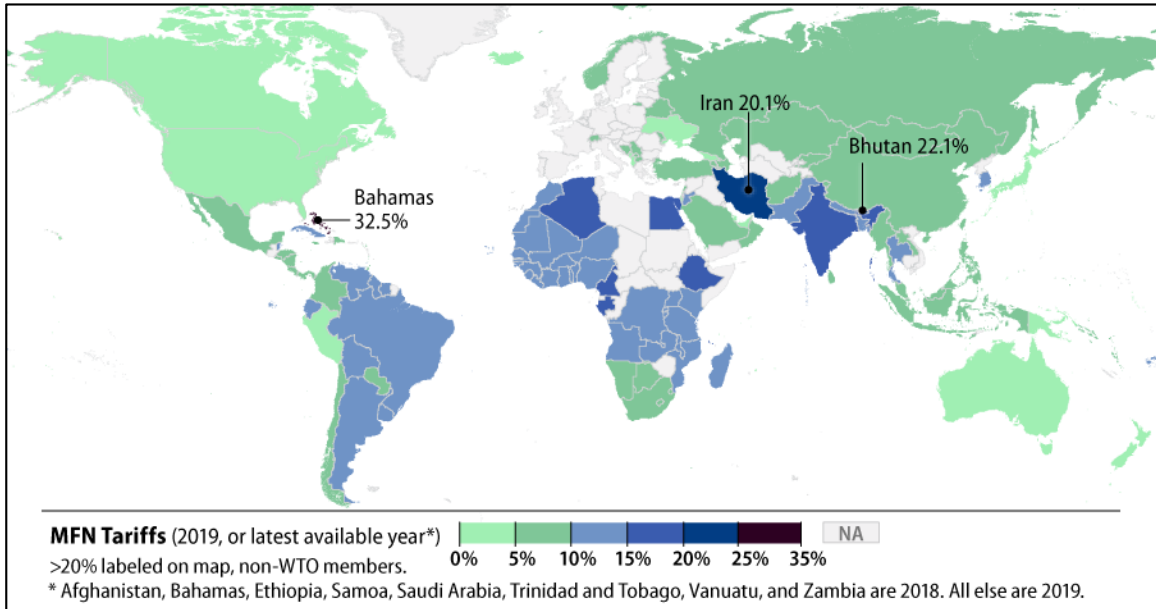 Iran 20.1%
Bhutan 22.1%
Bahamas
32.5%
MFN Tariffs (2019, or latest available year*)
0% 5% 10% 15% 20% 25% 35%
NA
>20% labeled on map, non-WTO members.
* Afghanistan, Bahamas, Ethiopia, Samoa, Saudi Arabia, Trinidad and Tobago, Vanuatu, and Zambia are 2018. All else are 2019.